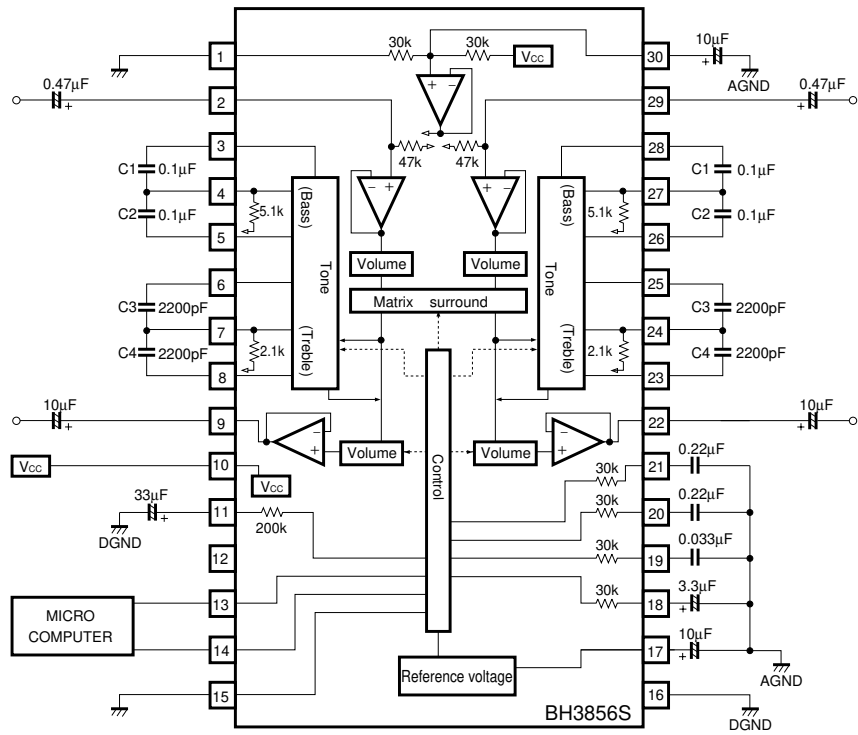 30k 30k VCC
10µF
+
AGND
1 30
0.47µF
+
2 29
0.47µF
+
+ −
47k 47k
3 28
C1 0.1µF
C1 0.1µF
− +
− +
4 27
5.1k
(Bass)
(Bass)
5.1k
C2 0.1µF
C2 0.1µF
5 26
Volume Volume
Tone Tone
6 25
Matrix surround
C3 2200pF
C3 2200pF
7 24
2.1k
(Treble)
(Treble)
2.1k
C4 2200pF
C4 2200pF
8 23
10µF
+
9 22
10µF
+
−
+
Volume Volume
−
+
Control
VCC
10 21
30k
0.22µF
VCC
33µF
+
DGND
11 20
200k
30k
0.22µF
12 19
30k
0.033µF
MICRO
COMPUTER
13 18
30k
3.3µF
+
14 17
10µF
+
AGND
Reference voltage
15 16
DGND
BH3856S